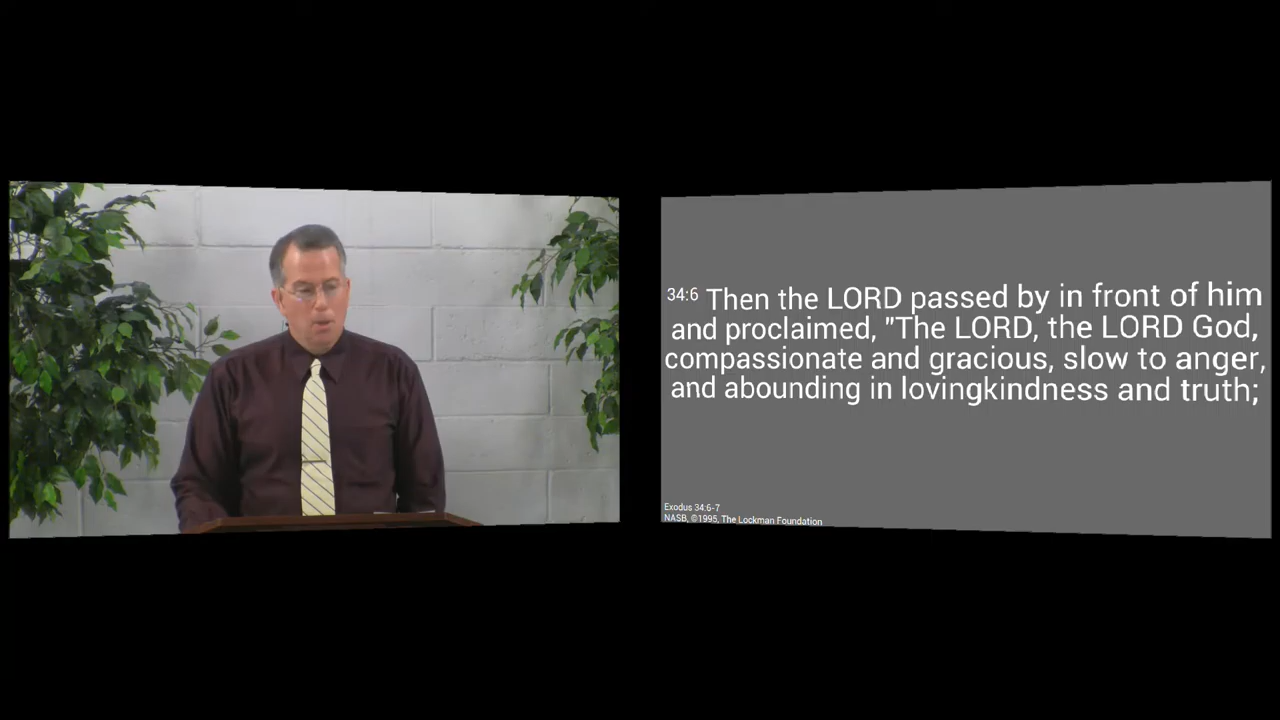 34:6 Then the LORD passed by in front of him
and proclaimed, "The LORD, the LORD God,
compassionate and gracious, slow to anger,
and abounding in lovingkindness and truth;
Exodus 34:6-7
NASB, ©1995, The Lockman Foundation